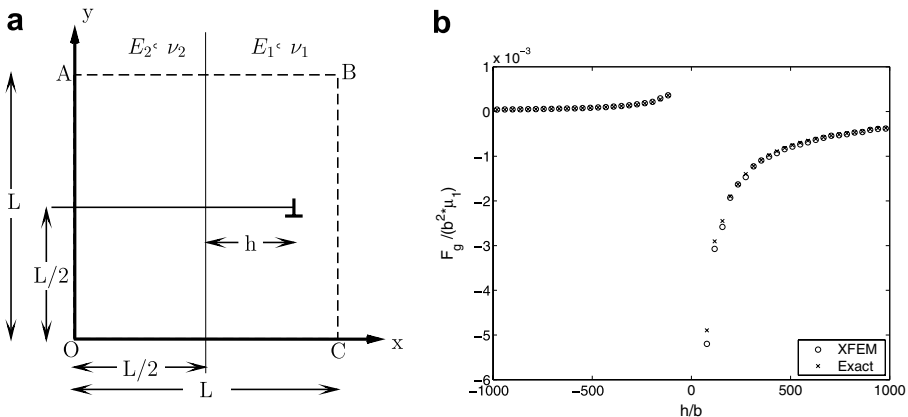 a
y
E₂، ν₂
E₁، ν₁
A
B
L
h
L/2
O
C
x
L/2
L
b
1
x 10⁻³
0
−1
−2
−3
−4
−5
−6
F_g/(b²*μ₁)
−1000
−500
0
500
1000
h/b
XFEM
Exact